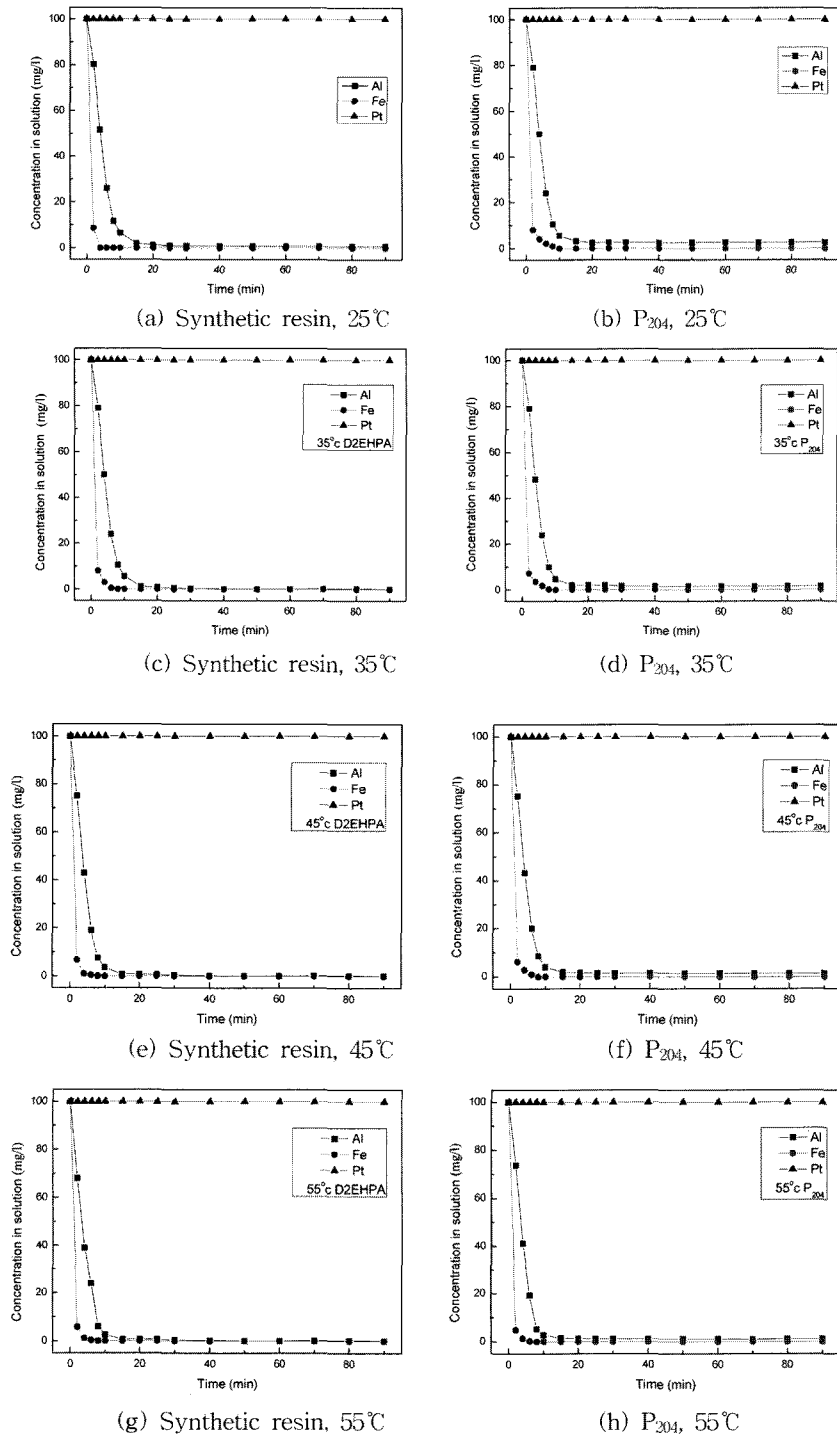 Concentration in solution (mg/l)
100
80
60
40
20
0
Al
Fe
Pt
0 20 40 60 80
Time (min)
(a) Synthetic resin, 25℃
Concentration in solution (mg/l)
100
80
60
40
20
0
Al
Fe
Pt
0 20 40 60 80
Time (min)
(b) P₂₀₄, 25℃
Concentration in solution (mg/l)
100
80
60
40
20
0
Al
Fe
Pt
35°c D2EHPA
0 20 40 60 80
Time (min)
(c) Synthetic resin, 35℃
Concentration in solution (mg/l)
100
80
60
40
20
0
Al
Fe
Pt
35°c P₂₀₄
0 20 40 60 80
Time (min)
(d) P₂₀₄, 35℃
Concentration in solution (mg/l)
100
80
60
40
20
0
Al
Fe
Pt
45°c D2EHPA
0 20 40 60 80
Time (min)
(e) Synthetic resin, 45℃
Concentration in solution (mg/l)
100
80
60
40
20
0
Al
Fe
Pt
45°c P₂₀₄
0 20 40 60 80
Time (min)
(f) P₂₀₄, 45℃
Concentration in solution (mg/l)
100
80
60
40
20
0
Al
Fe
Pt
55°c D2EHPA
0 20 40 60 80
Time (min)
(g) Synthetic resin, 55℃
Concentration in solution (mg/l)
100
80
60
40
20
0
Al
Fe
Pt
55°c P₂₀₄
0 20 40 60 80
Time (min)
(h) P₂₀₄, 55℃